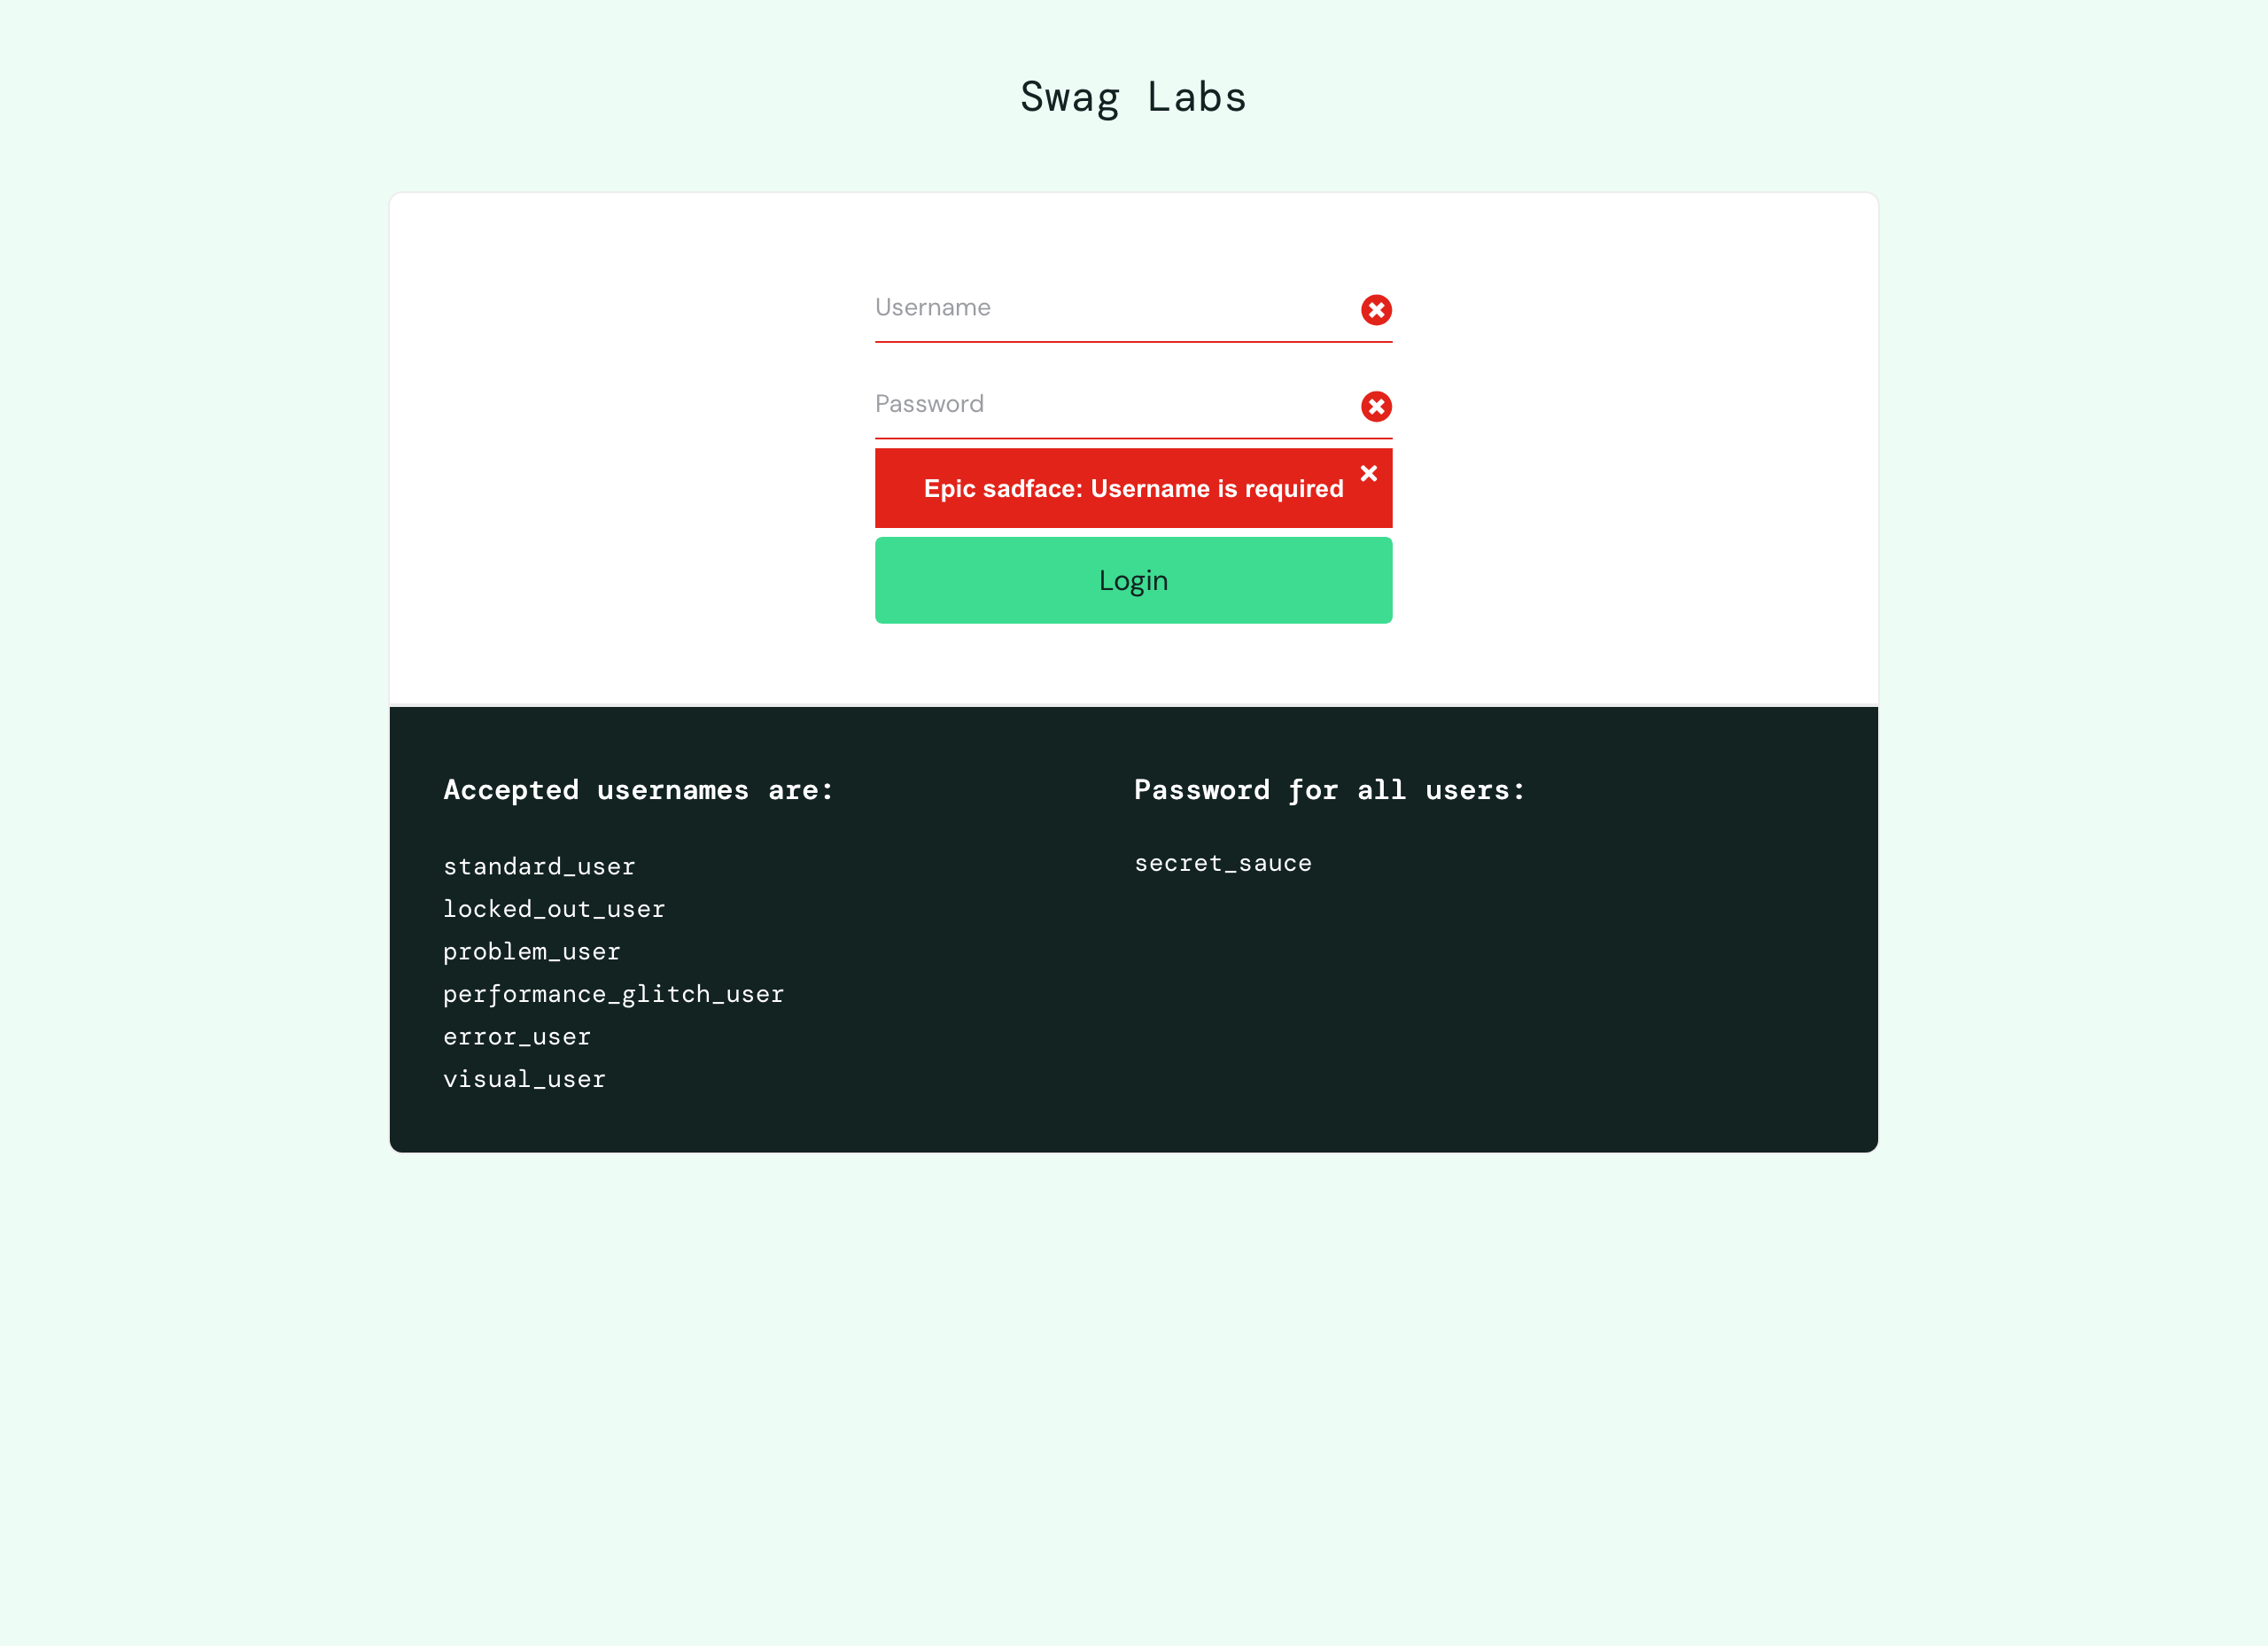 Swag Labs
Username
Password
Epic sadface: Username is required
Login
Accepted usernames are:
standard_user
locked_out_user
problem_user
performance_glitch_user
error_user
visual_user
Password for all users:
secret_sauce